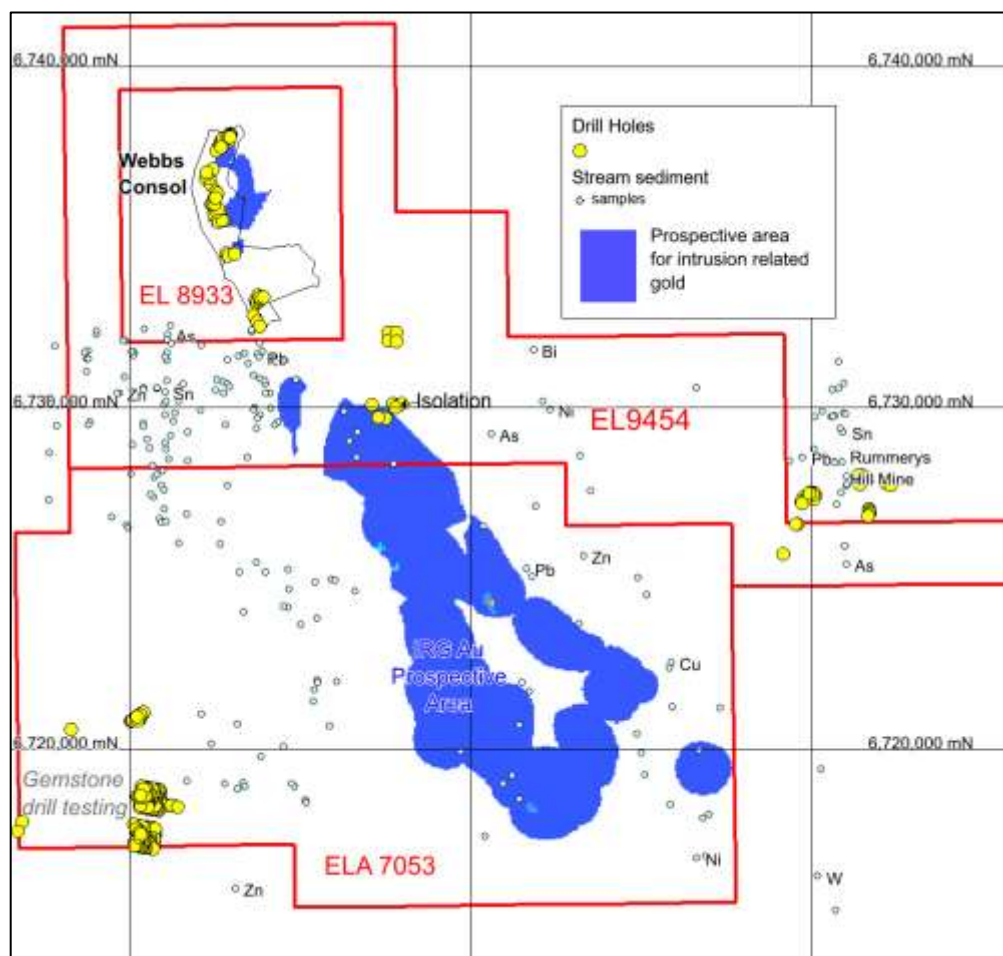 6,740,000 mN
6,740,000 mN
Drill Holes
Stream sediment
samples
Prospective area
for intrusion related
gold
Webbs
Consol
EL 8933
As
Pb
Bi
Zn
Sn
6,730,000 mN
Isolation
Ni
EL9454
6,730,000 mN
As
Sn
Pb
Rummerys
Hill Mine
Pb
Zn
As
IRG Au
Prospective
Area
Cu
6,720,000 mN
6,720,000 mN
Gemstone
drill testing
ELA 7053
Ni
Zn
W